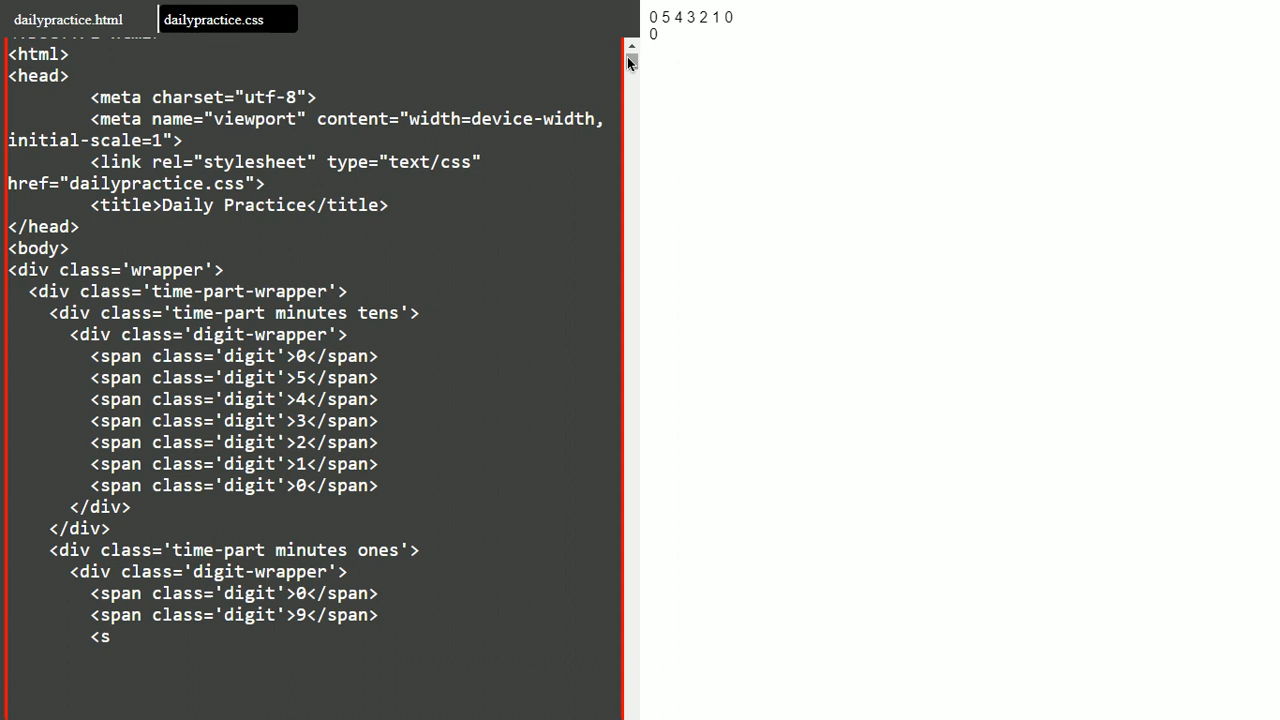 dailypractice.html
dailypractice.css
<html>
<head>
<meta charset="utf-8">
<meta name="viewport" content="width=device-width,
initial-scale=1">
<link rel="stylesheet" type="text/css"
href="dailypractice.css">
<title>Daily Practice</title>
</head>
<body>
<div class='wrapper'>
<div class='time-part-wrapper'>
<div class='time-part minutes tens'>
<div class='digit-wrapper'>
<span class='digit'>0</span>
<span class='digit'>5</span>
<span class='digit'>4</span>
<span class='digit'>3</span>
<span class='digit'>2</span>
<span class='digit'>1</span>
<span class='digit'>0</span>
</div>
</div>
<div class='time-part minutes ones'>
<div class='digit-wrapper'>
<span class='digit'>0</span>
<span class='digit'>9</span>
<s
0 5 4 3 2 1 0
0